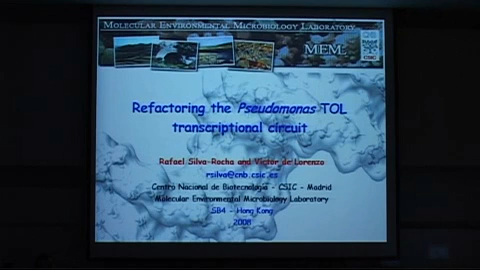 MOLECULAR ENVIRONMENTAL MICROBIOLOGY LABORATORY
MEM
CSIC
Refactoring the Pseudomonas TOL
transcriptional circuit
Rafael Silva-Rocha and Víctor de Lorenzo
rsilva@cnb.csic.es
Centro Nacional de Biotecnología - CSIC - Madrid
Molecular Environmental Microbiology Laboratory
SB4 - Hong Kong
2008